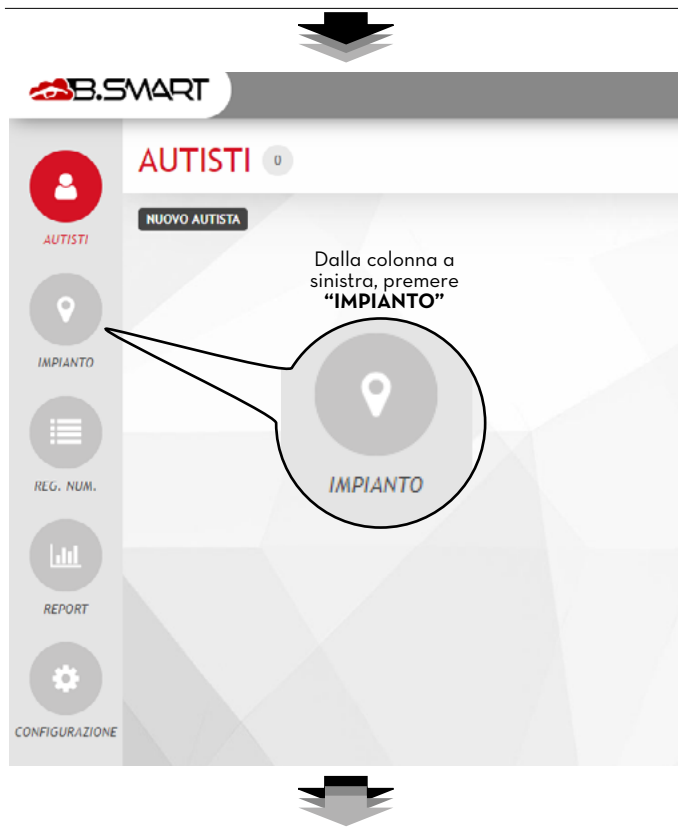 B.SMART
AUTISTI 0
NUOVO AUTISTA
AUTISTI
Dalla colonna a
sinistra, premere
“IMPIANTO”
IMPIANTO
IMPIANTO
REG. NUM.
REPORT
CONFIGURAZIONE